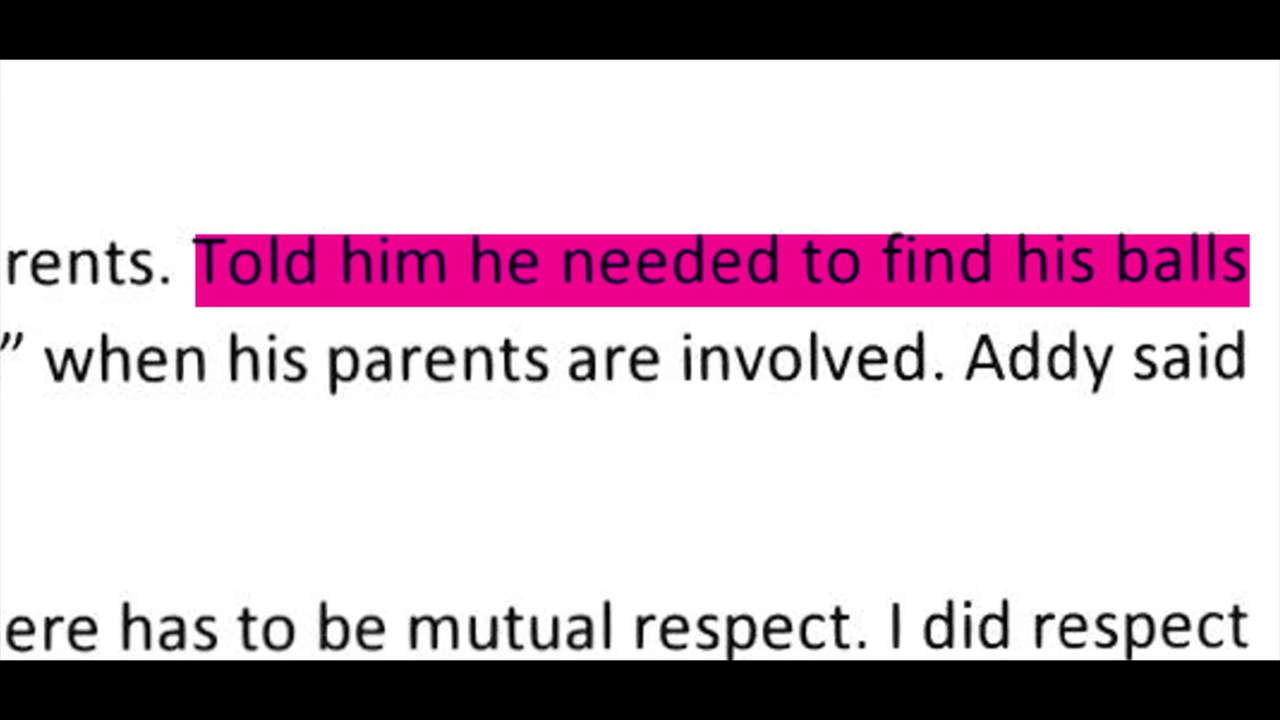 rents. Told him he needed to find his balls
” when his parents are involved. Addy said
ere has to be mutual respect. I did respect